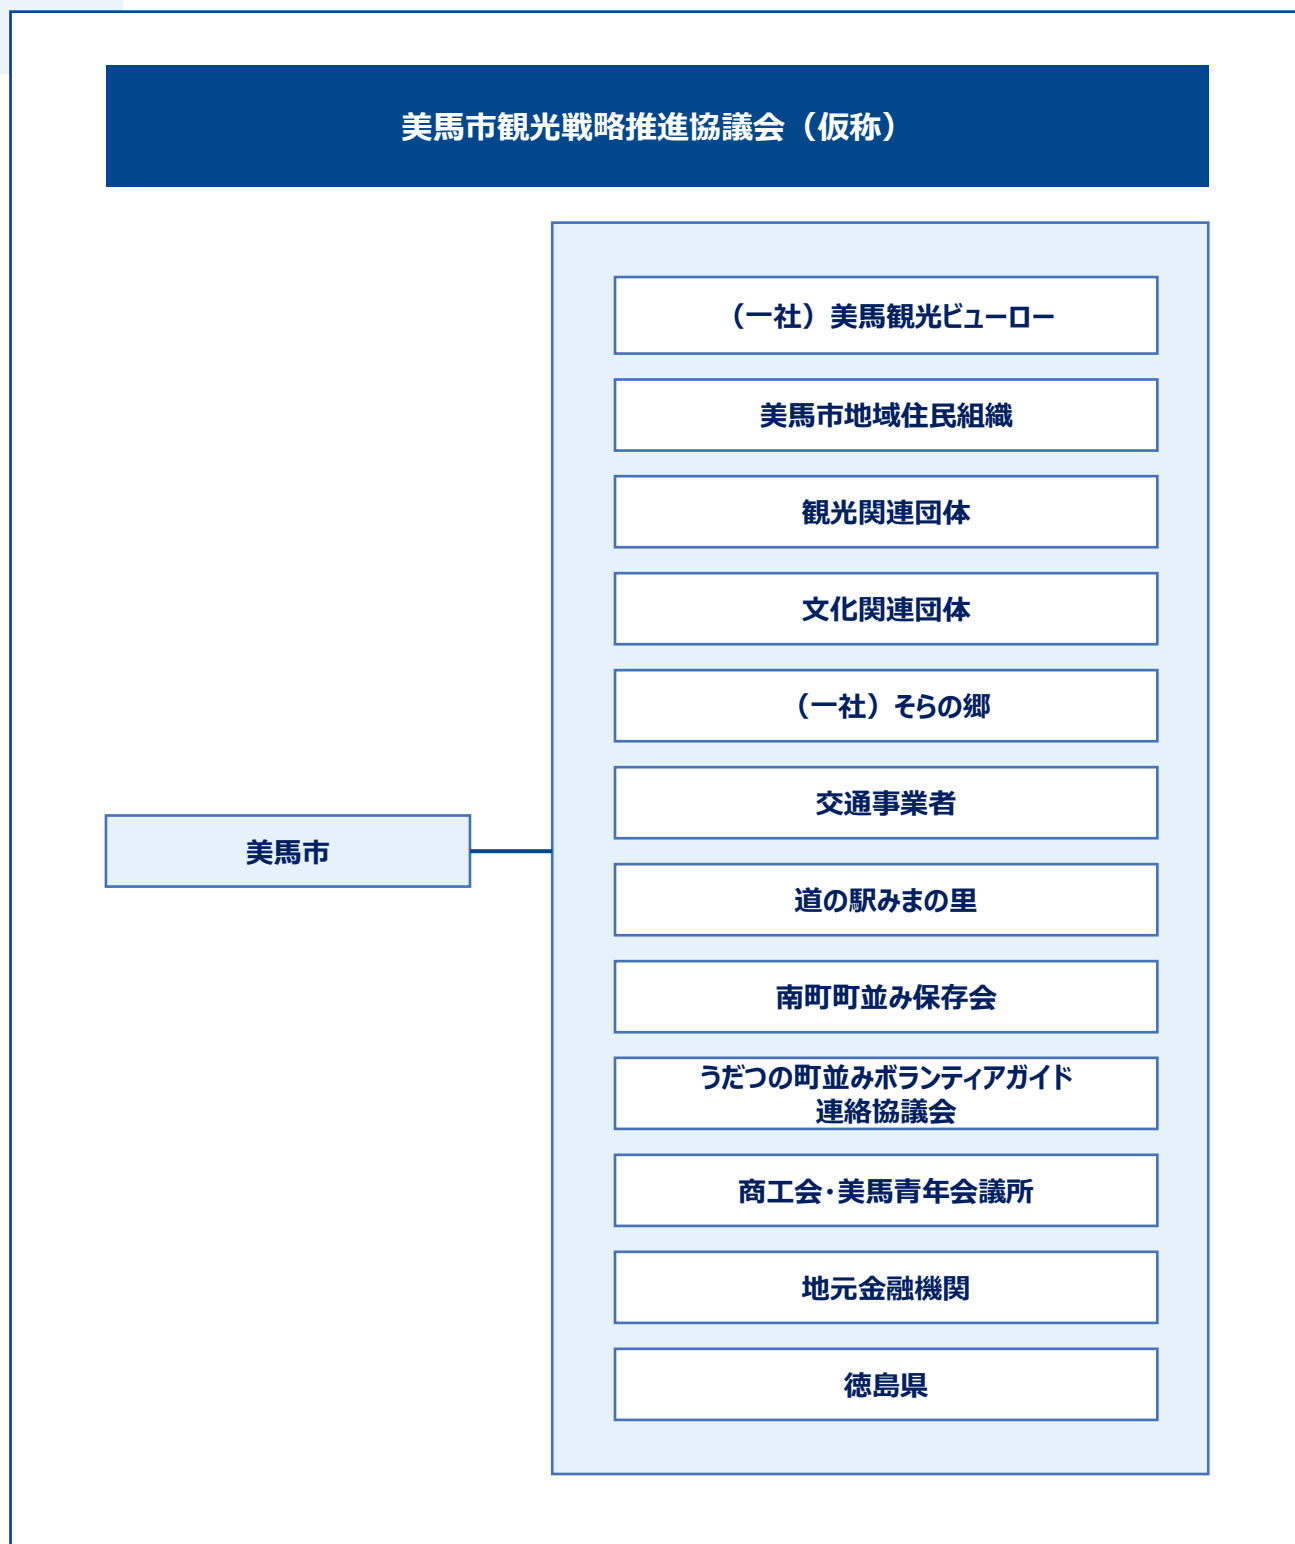 美馬市観光戦略推進協議会（仮称）
（一社）美馬観光ビューロー
美馬市地域住民組織
観光関連団体
文化関連団体
（一社）そらの郷
交通事業者
美馬市
道の駅みまの里
南町町並み保存会
うだつの町並みボランティアガイド
連絡協議会
商工会・美馬青年会議所
地元金融機関
徳島県